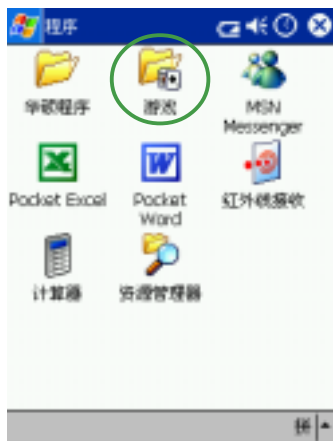 程序
华硕程序 游戏 MSN Messenger
Pocket Excel Pocket Word 红外线接收
计算器 资源管理器
拼